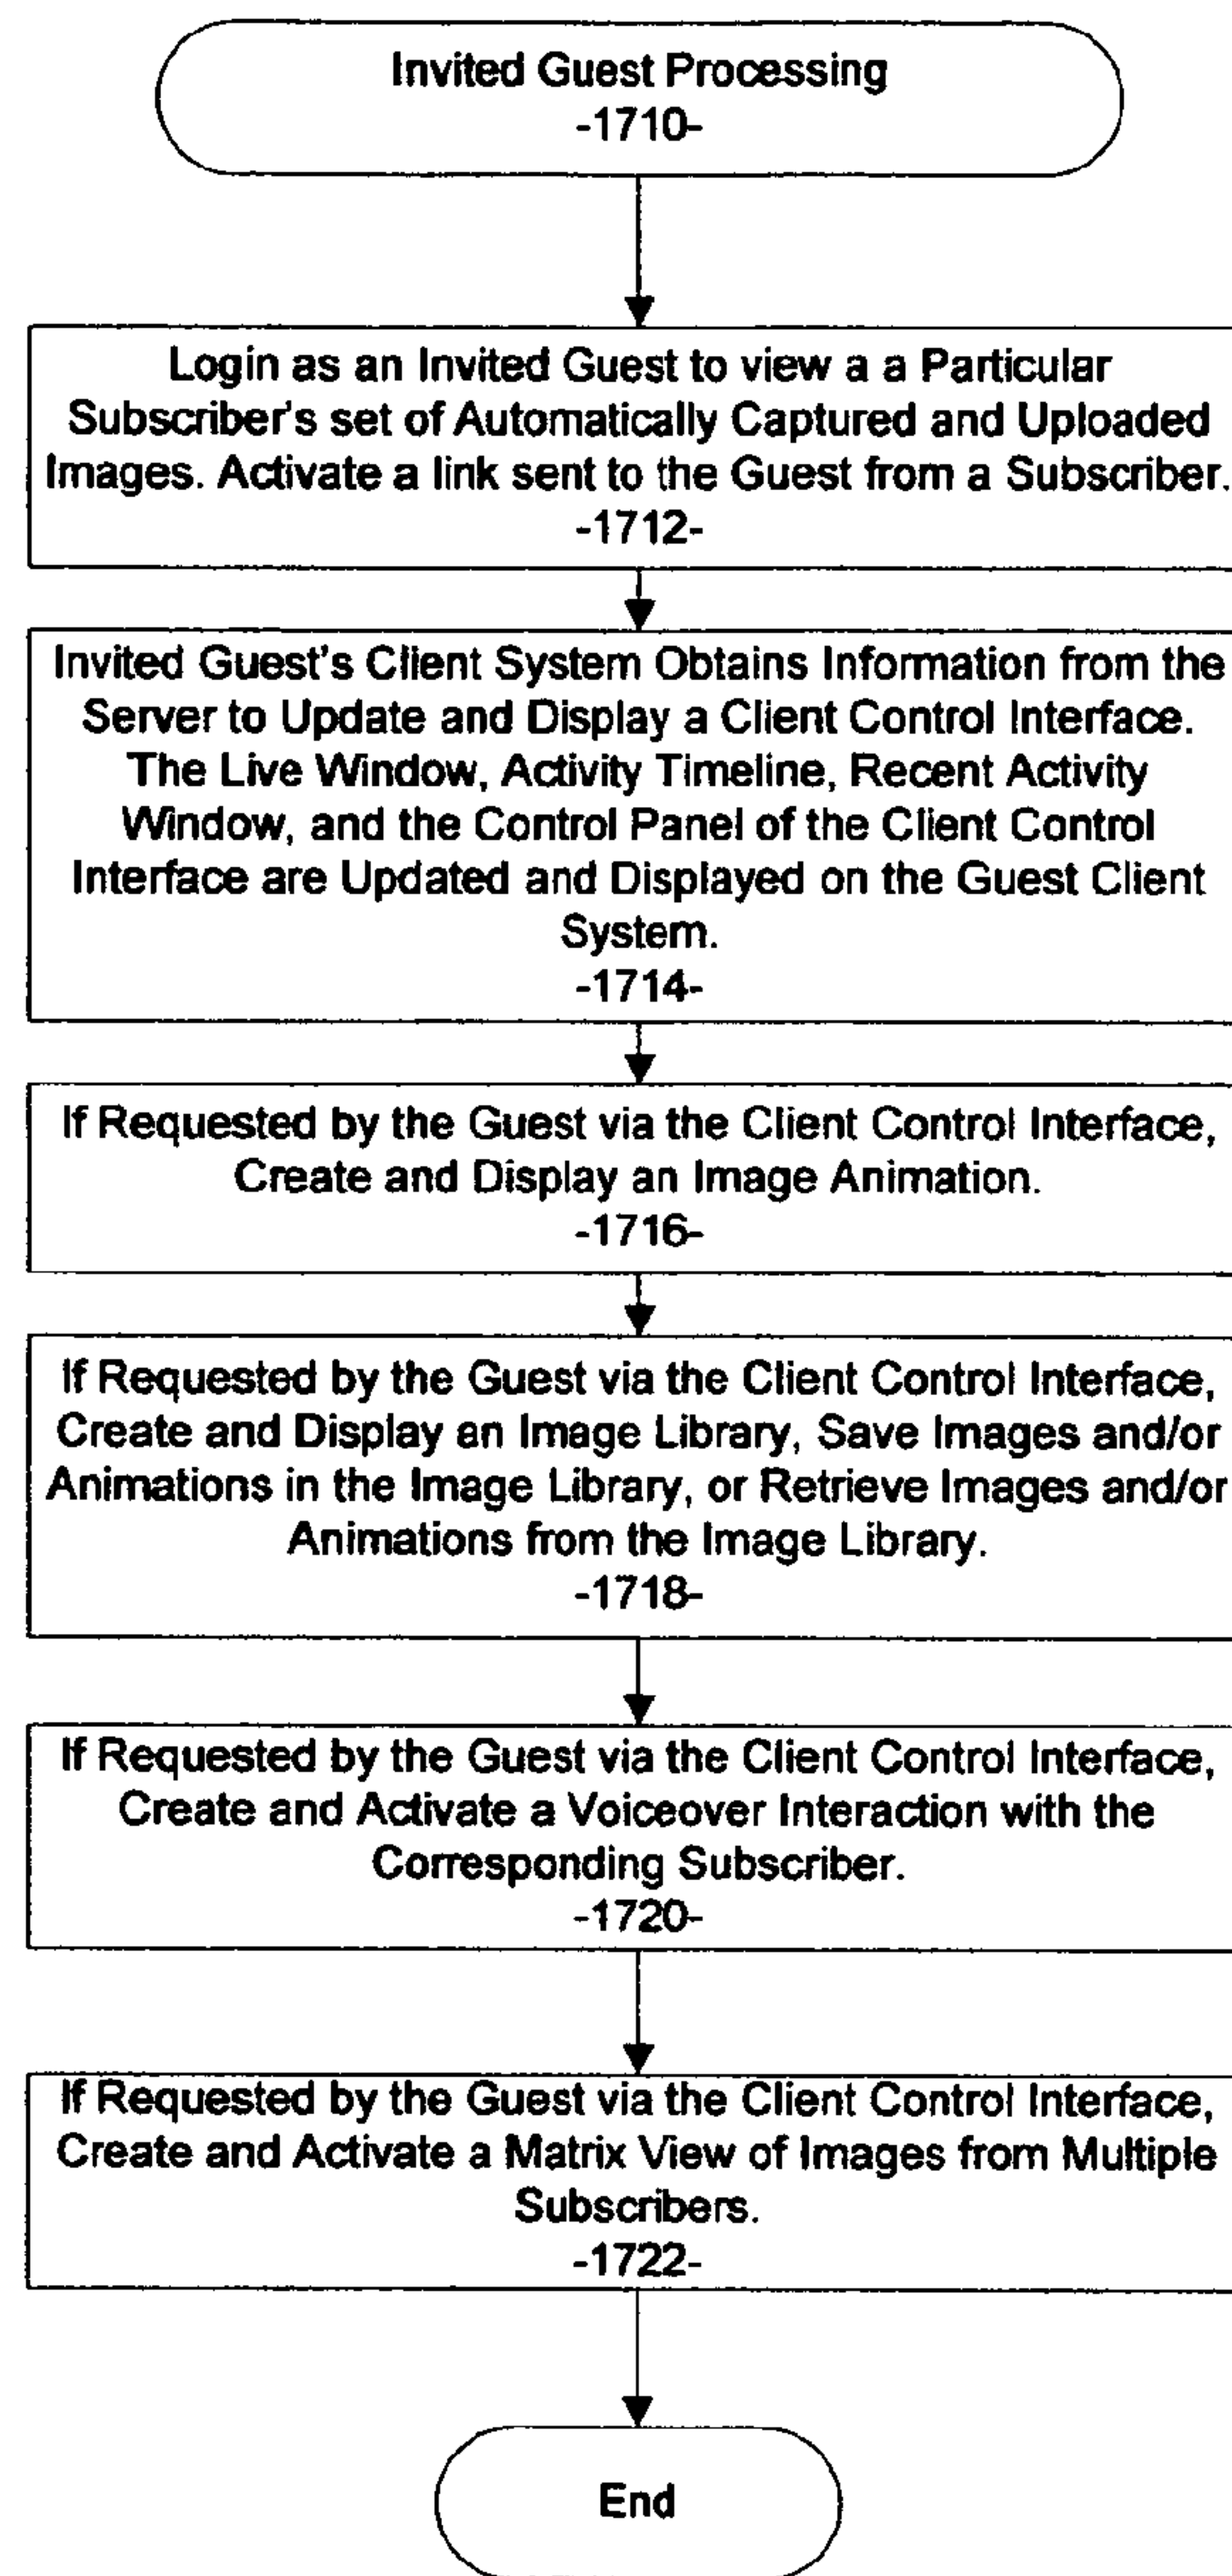 Invited Guest Processing
-1710-
Login as an Invited Guest to view a a Particular
Subscriber's set of Automatically Captured and Uploaded
Images. Activate a link sent to the Guest from a Subscriber.
-1712-
Invited Guest's Client System Obtains Information from the
Server to Update and Display a Client Control Interface.
The Live Window, Activity Timeline, Recent Activity
Window, and the Control Panel of the Client Control
Interface are Updated and Displayed on the Guest Client
System.
-1714-
If Requested by the Guest via the Client Control Interface,
Create and Display an Image Animation.
-1716-
If Requested by the Guest via the Client Control Interface,
Create and Display an Image Library, Save Images and/or
Animations in the Image Library, or Retrieve Images and/or
Animations from the Image Library.
-1718-
If Requested by the Guest via the Client Control Interface,
Create and Activate a Voiceover Interaction with the
Corresponding Subscriber.
-1720-
If Requested by the Guest via the Client Control Interface,
Create and Activate a Matrix View of Images from Multiple
Subscribers.
-1722-
End